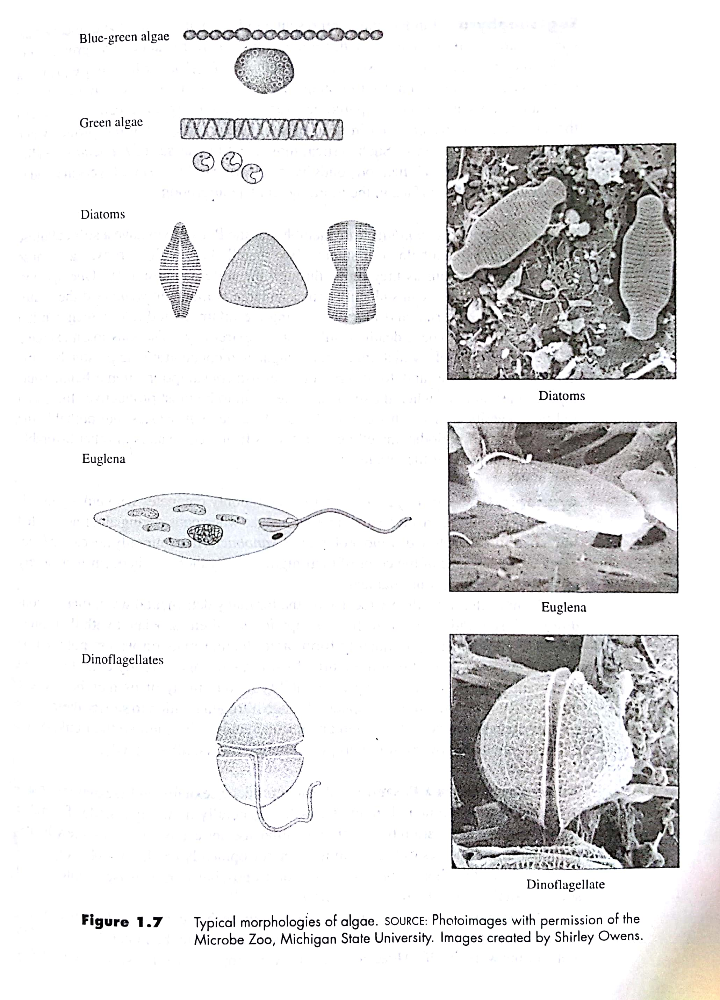 Blue-green algae
Green algae
Diatoms
Diatoms
Euglena
Euglena
Dinoflagellates
Dinoflagellate
Figure 1.7 Typical morphologies of algae. SOURCE: Photoimages with permission of the
Microbe Zoo, Michigan State University. Images created by Shirley Owens.